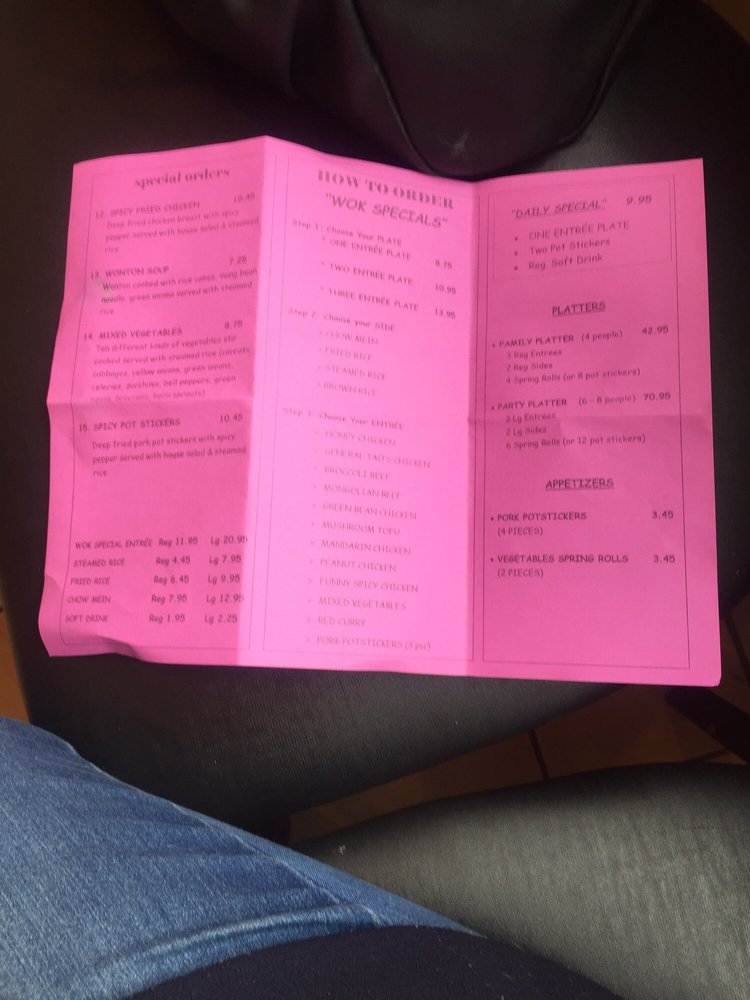 special orders
12. SPICY FRIED CHICKEN 10.45
Deep fried chicken breast with spicy
pepper served with house salad & steamed
rice
13. WONTON SOUP 7.25
Wonton cooked with rice cakes, mung bean
noodle, green onions served with steamed
rice
14. MIXED VEGETABLES 8.75
Ten different kinds of vegetables stir
cooked served with steamed rice (carrots,
cabbages, yellow onions, green onions,
celeries, zucchini, bell peppers, green
beans, broccolis, bean sprouts)
15. SPICY POT STICKERS 10.45
Deep fried pork pot stickers with spicy
pepper served with house salad & steamed
rice
WOK SPECIAL ENTRÉE Reg 11.95 Lg 20.95
STEAMED RICE Reg 4.45 Lg 7.95
FRIED RICE Reg 6.45 Lg 9.95
CHOW MEIN Reg 7.95 Lg 12.95
SOFT DRINK Reg 1.95 Lg 2.25
HOW TO ORDER
"WOK SPECIALS"
Step 1: Choose Your PLATE
• ONE ENTRÉE PLATE 8.75
• TWO ENTRÉE PLATE 10.95
• THREE ENTRÉE PLATE 13.95
Step 2: Choose your SIDE
➢ CHOW MEIN
➢ FRIED RICE
➢ STEAMED RICE
➢ BROWN RICE
Step 3: Choose Your ENTRÉE
➢ HONEY CHICKEN
➢ GENERAL TAO'S CHICKEN
➢ BROCCOLI BEEF
➢ MONGOLIAN BEEF
➢ GREEN BEAN CHICKEN
➢ MUSHROOM TOFU
➢ MANDARIN CHICKEN
➢ PEANUT CHICKEN
➢ FUNNY SPICY CHICKEN
➢ MIXED VEGETABLES
➢ RED CURRY
➢ PORK POTSTICKERS (3 psc)
"DAILY SPECIAL" 9.95
• ONE ENTRÉE PLATE
• Two Pot Stickers
• Reg. Soft Drink
PLATTERS
• FAMILY PLATTER (4 people) 42.95
3 Reg Entrees
2 Reg Sides
4 Spring Rolls (or 8 pot stickers)
• PARTY PLATTER (6 - 8 people) 70.95
3 Lg Entrees
2 Lg Sides
6 Spring Rolls (or 12 pot stickers)
APPETIZERS
• PORK POTSTICKERS 3.45
(4 PIECES)
• VEGETABLES SPRING ROLLS 3.45
(2 PIECES)